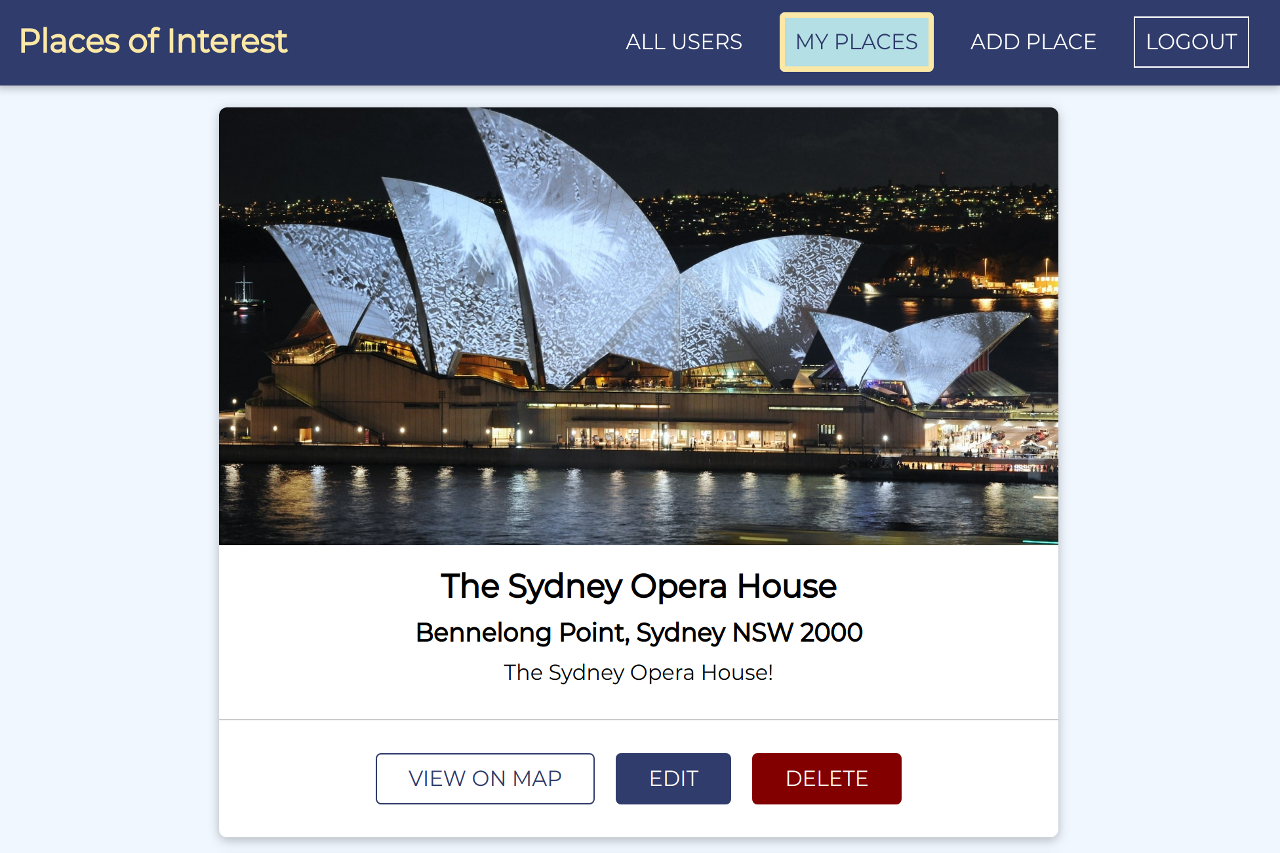 Places of Interest
ALL USERS
MY PLACES
ADD PLACE
LOGOUT
The Sydney Opera House
Bennelong Point, Sydney NSW 2000
The Sydney Opera House!
VIEW ON MAP
EDIT
DELETE